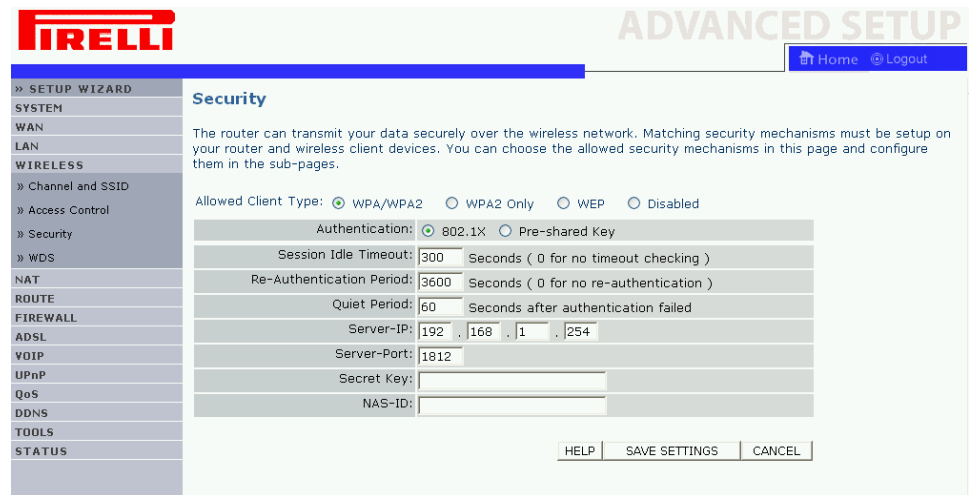 PIRELLI
ADVANCED SETUP
Home Logout
» SETUP WIZARD
SYSTEM
WAN
LAN
WIRELESS
» Channel and SSID
» Access Control
» Security
» WDS
NAT
ROUTE
FIREWALL
ADSL
VOIP
UPnP
QoS
DDNS
TOOLS
STATUS
Security
The router can transmit your data securely over the wireless network. Matching security mechanisms must be setup on
your router and wireless client devices. You can choose the allowed security mechanisms in this page and configure
them in the sub-pages.
Allowed Client Type: WPA/WPA2 WPA2 Only WEP Disabled
Authentication: 802.1X Pre-shared Key
Session Idle Timeout: 300 Seconds ( 0 for no timeout checking )
Re-Authentication Period: 3600 Seconds ( 0 for no re-authentication )
Quiet Period: 60 Seconds after authentication failed
Server-IP: 192 . 168 . 1 . 254
Server-Port: 1812
Secret Key:
NAS-ID:
HELP SAVE SETTINGS CANCEL